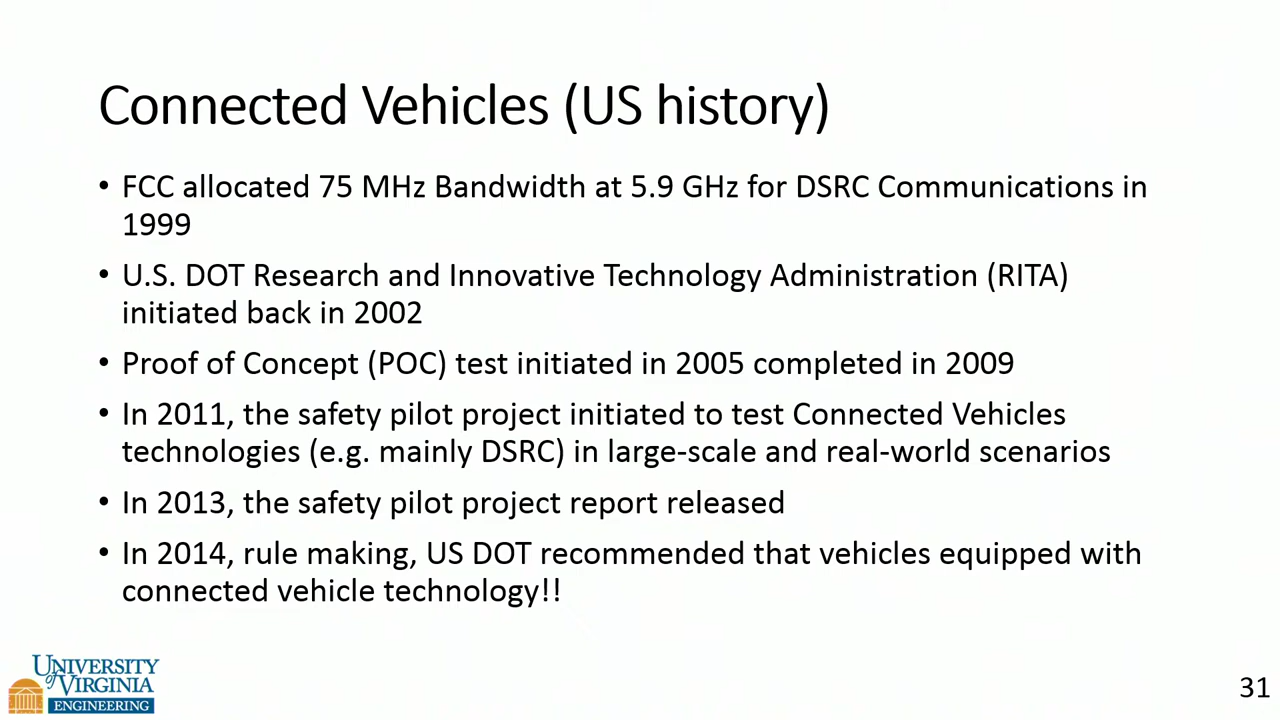 Connected Vehicles (US history)
• FCC allocated 75 MHz Bandwidth at 5.9 GHz for DSRC Communications in
1999
• U.S. DOT Research and Innovative Technology Administration (RITA)
initiated back in 2002
• Proof of Concept (POC) test initiated in 2005 completed in 2009
• In 2011, the safety pilot project initiated to test Connected Vehicles
technologies (e.g. mainly DSRC) in large-scale and real-world scenarios
• In 2013, the safety pilot project report released
• In 2014, rule making, US DOT recommended that vehicles equipped with
connected vehicle technology!!
UNIVERSITY
of VIRGINIA
ENGINEERING
31